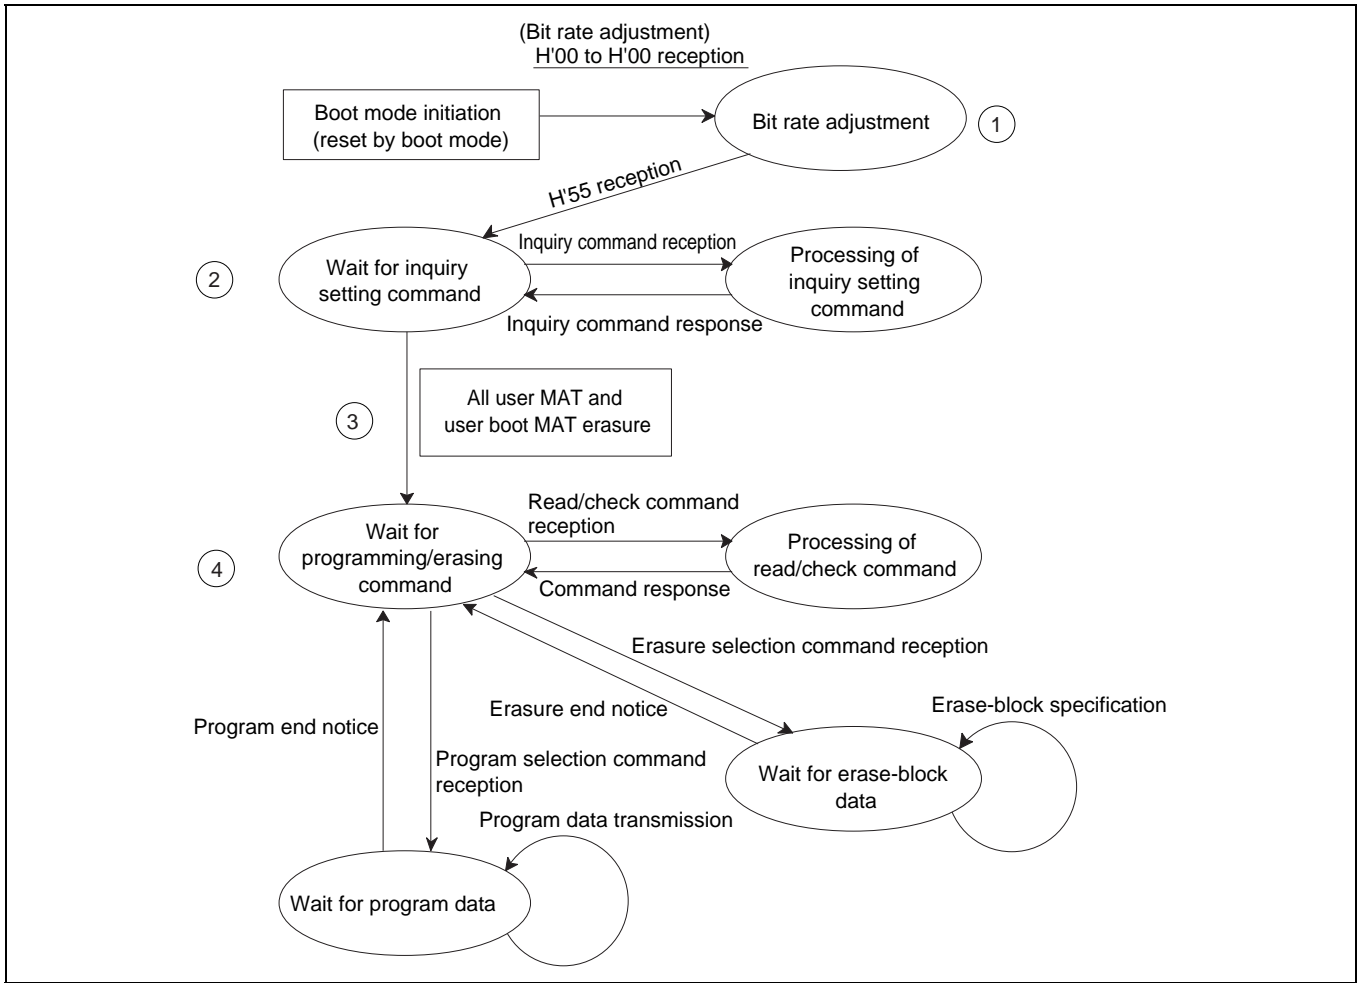 (Bit rate adjustment)
H'00 to H'00 reception
Boot mode initiation
(reset by boot mode)
Bit rate adjustment
1
H'55 reception
2
Wait for inquiry
setting command
Inquiry command reception
Inquiry command response
Processing of
inquiry setting
command
3
All user MAT and
user boot MAT erasure
4
Wait for
programming/erasing
command
Read/check command
reception
Command response
Processing of
read/check command
Erasure selection command reception
Erasure end notice
Program end notice
Program selection command
reception
Erase-block specification
Wait for erase-block
data
Program data transmission
Wait for program data